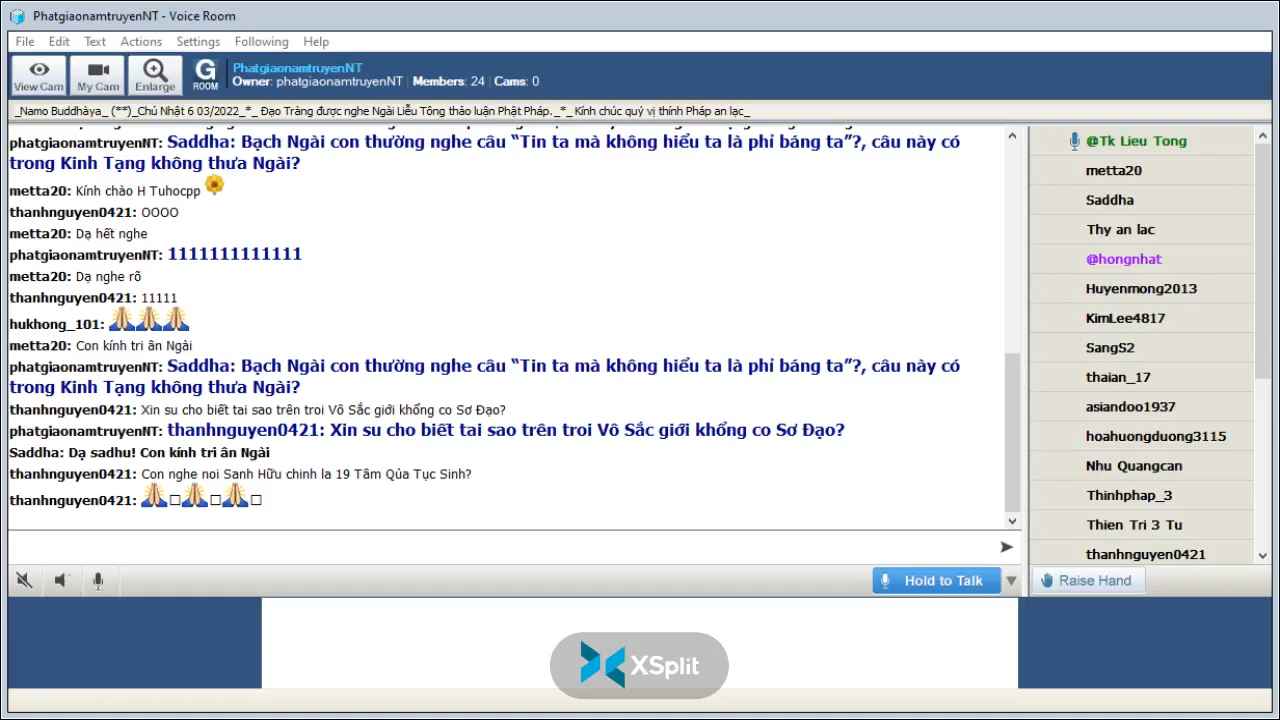 PhatgiaonamtruyenNT - Voice Room
File Edit Text Actions Settings Following Help
View Cam My Cam Enlarge G ROOM
PhatgiaonamtruyenNT
Owner: phatgiaonamtruyenNT | Members: 24 | Cams: 0
_Namo Buddhàya_ (**)_Chủ Nhật 6 03/2022_*_ Đạo Tràng được nghe Ngài Liễu Tông thảo luận Phật Pháp._*_ Kính chúc quý vị thính Pháp an lạc_
phatgiaonamtruyenNT: Saddha: Bạch Ngài con thường nghe câu “Tin ta mà không hiểu ta là phỉ báng ta”?, câu này có
trong Kinh Tạng không thưa Ngài?
metta20: Kính chào H Tuhocpp
thanhnguyen0421: OOOO
metta20: Dạ hết nghe
phatgiaonamtruyenNT: 1111111111111
metta20: Dạ nghe rõ
thanhnguyen0421: 11111
hukhong_101:
metta20: Con kính tri ân Ngài
phatgiaonamtruyenNT: Saddha: Bạch Ngài con thường nghe câu “Tin ta mà không hiểu ta là phỉ báng ta”?, câu này có
trong Kinh Tạng không thưa Ngài?
thanhnguyen0421: Xin su cho biết tai sao trên troi Vô Sắc giới khổng co Sơ Đạo?
phatgiaonamtruyenNT: thanhnguyen0421: Xin su cho biết tai sao trên troi Vô Sắc giới khổng co Sơ Đạo?
Saddha: Dạ sadhu! Con kính tri ân Ngài
thanhnguyen0421: Con nghe noi Sanh Hữu chinh la 19 Tâm Qủa Tục Sinh?
thanhnguyen0421:
@Tk Lieu Tong
metta20
Saddha
Thy an lac
@hongnhat
Huyenmong2013
KimLee4817
SangS2
thaian_17
asiandoo1937
hoahuongduong3115
Nhu Quangcan
Thinhphap_3
Thien Tri 3 Tu
thanhnguyen0421
Hold to Talk
Raise Hand
XSplit